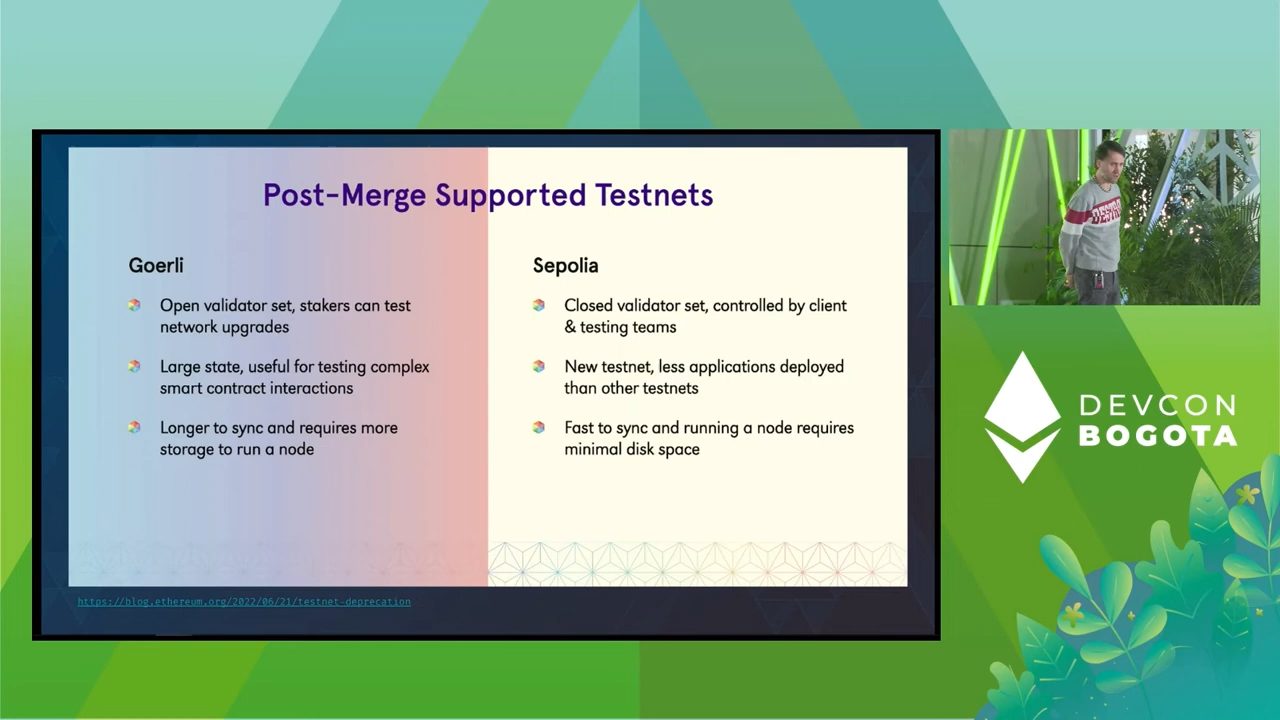 Post-Merge Supported Testnets
Goerli
Open validator set, stakers can test
network upgrades
Large state, useful for testing complex
smart contract interactions
Longer to sync and requires more
storage to run a node
Sepolia
Closed validator set, controlled by client
& testing teams
New testnet, less applications deployed
than other testnets
Fast to sync and running a node requires
minimal disk space
https://blog.ethereum.org/2022/06/21/testnet-deprecation
DEVCON
BOGOTA